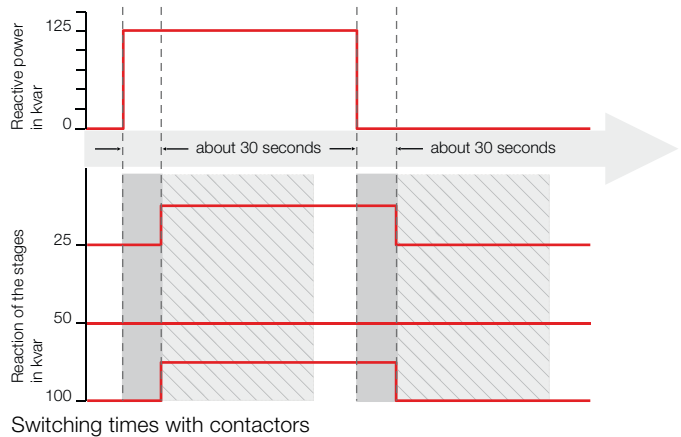 Reactive power
in kvar
125
0
about 30 seconds
about 30 seconds
Reaction of the stages
in kvar
25
50
100
Switching times with contactors